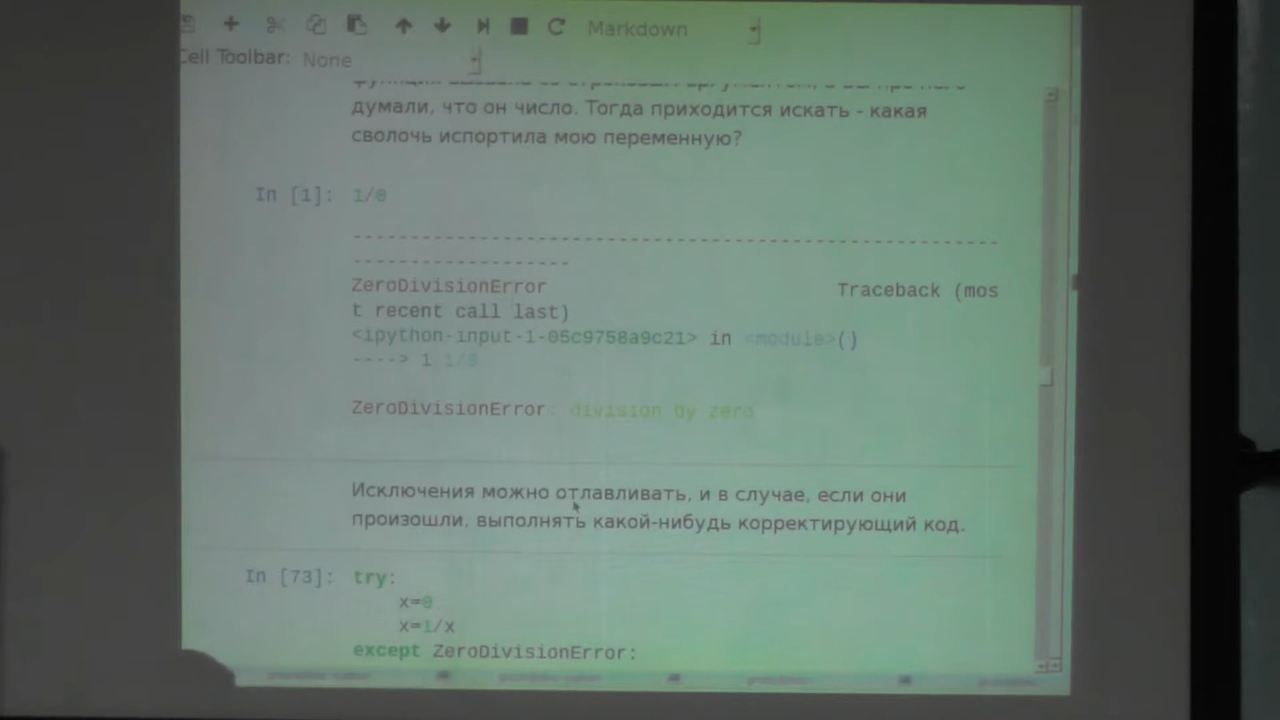 Markdown
Cell Toolbar: None
думали, что он число. Тогда приходится искать - какая
сволочь испортила мою переменную?
In [1]: 1/0
---------------------------------------------------------
-------------------
ZeroDivisionError Traceback (mos
t recent call last)
<ipython-input-1-05c9758a9c21> in <module>()
----> 1 1/0
ZeroDivisionError: division by zero
Исключения можно отлавливать, и в случае, если они
произошли, выполнять какой-нибудь корректирующий код.
In [73]: try:
x=0
x=1/x
except ZeroDivisionError: